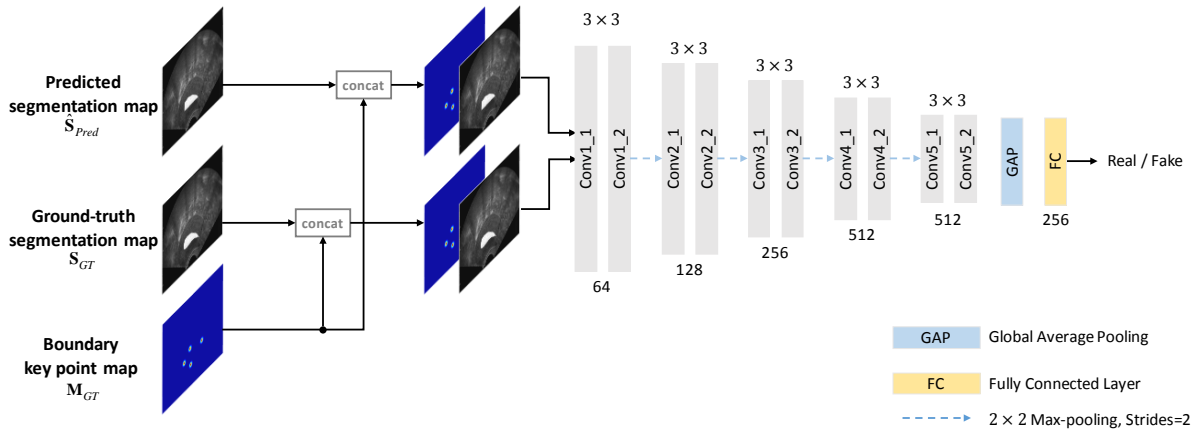 Predicted
segmentation map
Ŝ_Pred
Ground-truth
segmentation map
S_GT
Boundary
key point map
M_GT
concat
concat
3 × 3
Conv1_1
Conv1_2
64
3 × 3
Conv2_1
Conv2_2
128
3 × 3
Conv3_1
Conv3_2
256
3 × 3
Conv4_1
Conv4_2
512
3 × 3
Conv5_1
Conv5_2
512
GAP
FC
256
Real / Fake
GAP Global Average Pooling
FC Fully Connected Layer
2 × 2 Max-pooling, Strides=2